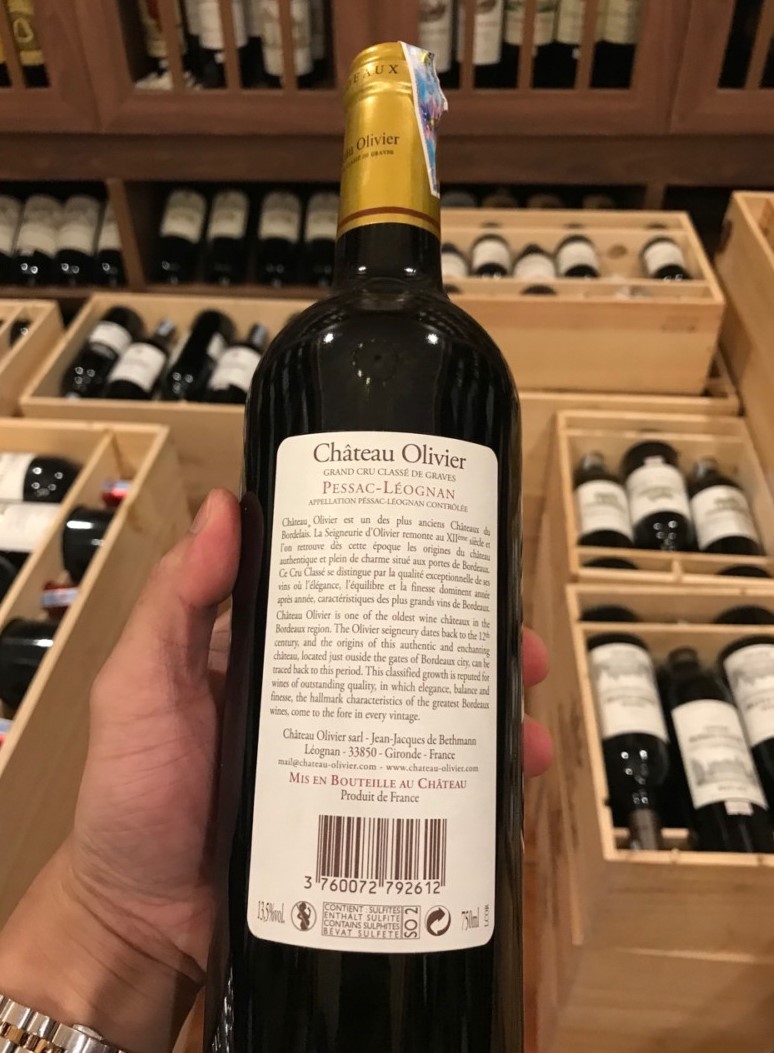 EAUX
Olivier
DE GRAVES
Château Olivier
GRAND CRU CLASSÉ DE GRAVES
PESSAC-LÉOGNAN
APPELLATION PESSAC-LÉOGNAN CONTRÔLÉE
Château Olivier est un des plus anciens Châteaux du
Bordelais. La Seigneurie d'Olivier remonte au XIIème siècle et
l'on retrouve dès cette époque les origines du château
authentique et plein de charme situé aux portes de Bordeaux.
Ce Cru Classé se distingue par la qualité exceptionnelle de ses
vins où l'élégance, l'équilibre et la finesse dominent année
après année, caractéristiques des plus grands vins de Bordeaux.
Château Olivier is one of the oldest wine châteaux in the
Bordeaux region. The Olivier seigneury dates back to the 12th
century, and the origins of this authentic and enchanting
château, located just ouside the gates of Bordeaux city, can be
traced back to this period. This classified growth is reputed for
wines of outstanding quality, in which elegance, balance and
finesse, the hallmark characteristics of the greatest Bordeaux
wines, come to the fore in every vintage.
Château Olivier sarl - Jean-Jacques de Bethmann
Léognan - 33850 - Gironde - France
mail@chateau-olivier.com - www.chateau-olivier.com
MIS EN BOUTEILLE AU CHÂTEAU
Produit de France
3 760072 792612
13,5%vol.
CONTIENT : SULFITES
ENTHÄLT SULFITE
CONTAINS SULPHITES
BEVAT SULFETE
SO2
750ml
LCOR